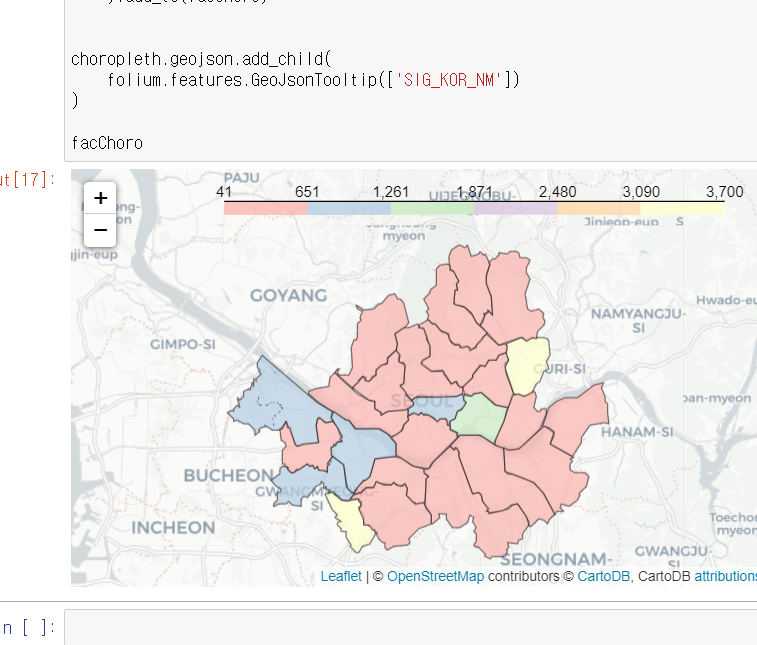 choropleth.geojson.add_child(
folium.features.GeoJsonTooltip(['SIG_KOR_NM'])
)
facChoro
ut[17]:
PAJU
+
−
41 651 1,261 1,871 2,480 3,090 3,700
UIJEONGBU-
ong-
on
Jinjeop-eup S
myeon
jin-eup
GOYANG
Hwado-eu
NAMYANGJU-
SI
GIMPO-SI
GURI-SI
SEOUL
pan-myeon
HANAM-SI
BUCHEON
GWANGMYEONG-
SI
INCHEON
Toechon
myeon
SEONGNAM-
GWANGJU-
SI
Leaflet | © OpenStreetMap contributors © CartoDB, CartoDB attributions
n [ ]: